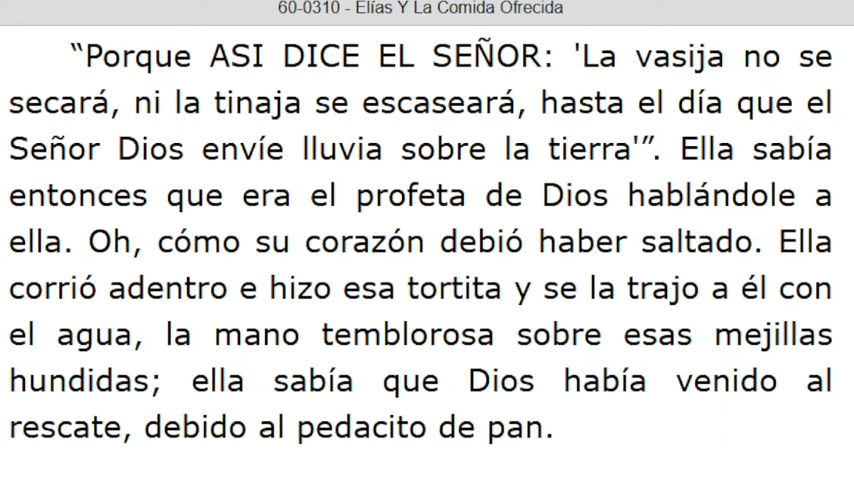 60-0310 - Elías Y La Comida Ofrecida
“Porque ASI DICE EL SEÑOR: 'La vasija no se
secará, ni la tinaja se escaseará, hasta el día que el
Señor Dios envíe lluvia sobre la tierra'”. Ella sabía
entonces que era el profeta de Dios hablándole a
ella. Oh, cómo su corazón debió haber saltado. Ella
corrió adentro e hizo esa tortita y se la trajo a él con
el agua, la mano temblorosa sobre esas mejillas
hundidas; ella sabía que Dios había venido al
rescate, debido al pedacito de pan.